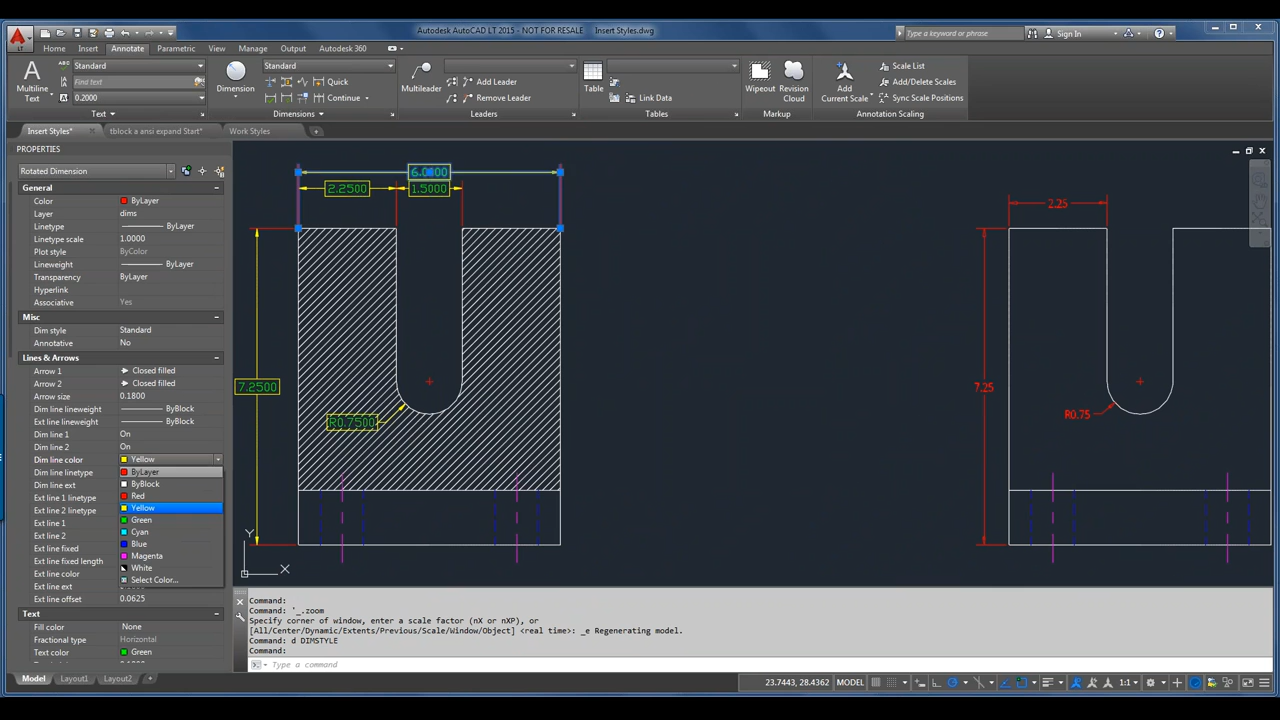 Autodesk AutoCAD LT 2015 - NOT FOR RESALE Insert Styles.dwg
Type a keyword or phrase
Sign In
LT
Home Insert Annotate Parametric View Manage Output Autodesk 360
Multiline Text
Standard
Find text
0.2000
Text
Dimension
Standard
Quick
Continue
Dimensions
Multileader
Add Leader
Remove Leader
Leaders
Table
Link Data
Tables
Wipeout
Revision Cloud
Markup
Add Current Scale
Scale List
Add/Delete Scales
Sync Scale Positions
Annotation Scaling
Insert Styles* tblock a ansi expand Start* Work Styles
PROPERTIES
Rotated Dimension
General
Color ByLayer
Layer dims
Linetype ByLayer
Linetype scale 1.0000
Plot style ByColor
Lineweight ByLayer
Transparency ByLayer
Hyperlink
Associative Yes
Misc
Dim style Standard
Annotative No
Lines & Arrows
Arrow 1 Closed filled
Arrow 2 Closed filled
Arrow size 0.1800
Dim line lineweight ByBlock
Ext line lineweight ByBlock
Dim line 1 On
Dim line 2 On
Dim line color Yellow
Dim line linetype ByLayer
Dim line ext ByBlock
Ext line 1 linetype Red
Ext line 2 linetype Yellow
Ext line 1 Green
Ext line 2 Cyan
Ext line fixed Blue
Ext line fixed length Magenta
Ext line color White
Ext line ext Select Color...
Ext line offset 0.0625
Text
Fill color None
Fractional type Horizontal
Text color Green
2.2500
1.5000
7.2500
R0.7500
Y
X
2.25
7.25
R0.75
Command:
Command: '_.zoom
Specify corner of window, enter a scale factor (nX or nXP), or
[All/Center/Dynamic/Extents/Previous/Scale/Window/Object] <real time>: _e Regenerating model.
Command: d DIMSTYLE
Command:
Type a command
Model Layout1 Layout2
23.7443, 28.4362 MODEL
1:1